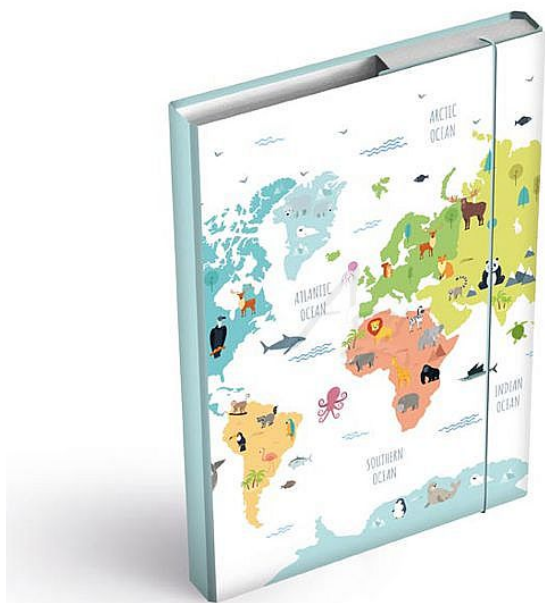 ARCTIC
OCEAN
ATLANTIC
OCEAN
INDIAN
OCEAN
SOUTHERN
OCEAN